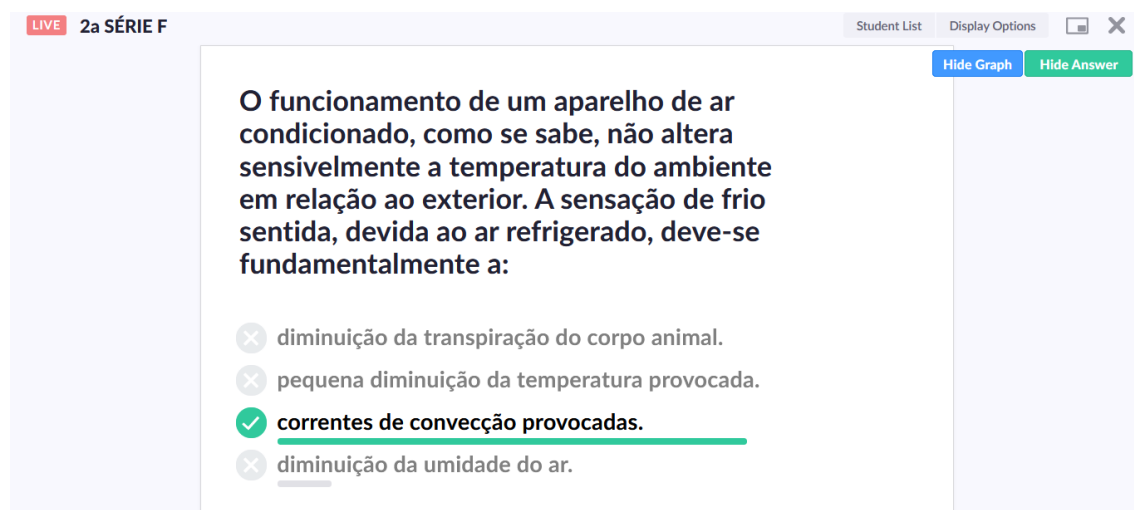 LIVE 2a SÉRIE F Student List Display Options
Hide Graph Hide Answer
O funcionamento de um aparelho de ar
condicionado, como se sabe, não altera
sensivelmente a temperatura do ambiente
em relação ao exterior. A sensação de frio
sentida, devida ao ar refrigerado, deve-se
fundamentalmente a:
diminuição da transpiração do corpo animal.
pequena diminuição da temperatura provocada.
correntes de convecção provocadas.
diminuição da umidade do ar.